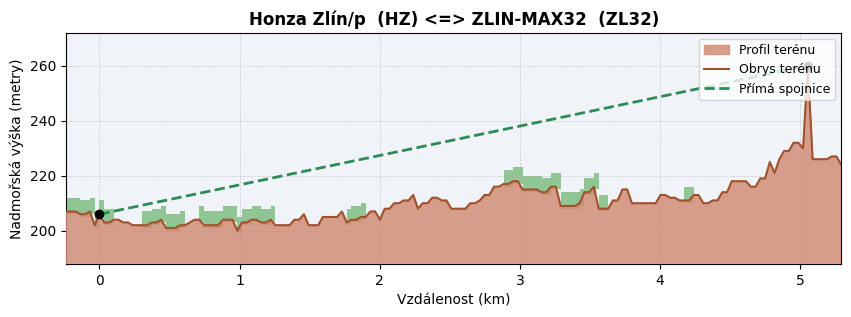 Honza Zlín/p  (HZ) <=> ZLIN-MAX32  (ZL32)
Profil terénu
Obrys terénu
Přímá spojnice
Nadmořská výška (metry)
260
240
220
200
0
1
2
3
4
5
Vzdálenost (km)